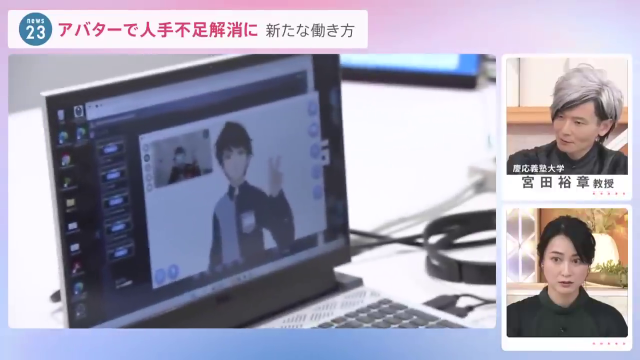 news
23
アバターで人手不足解消に 新たな働き方
慶応義塾大学
宮田裕章 教授